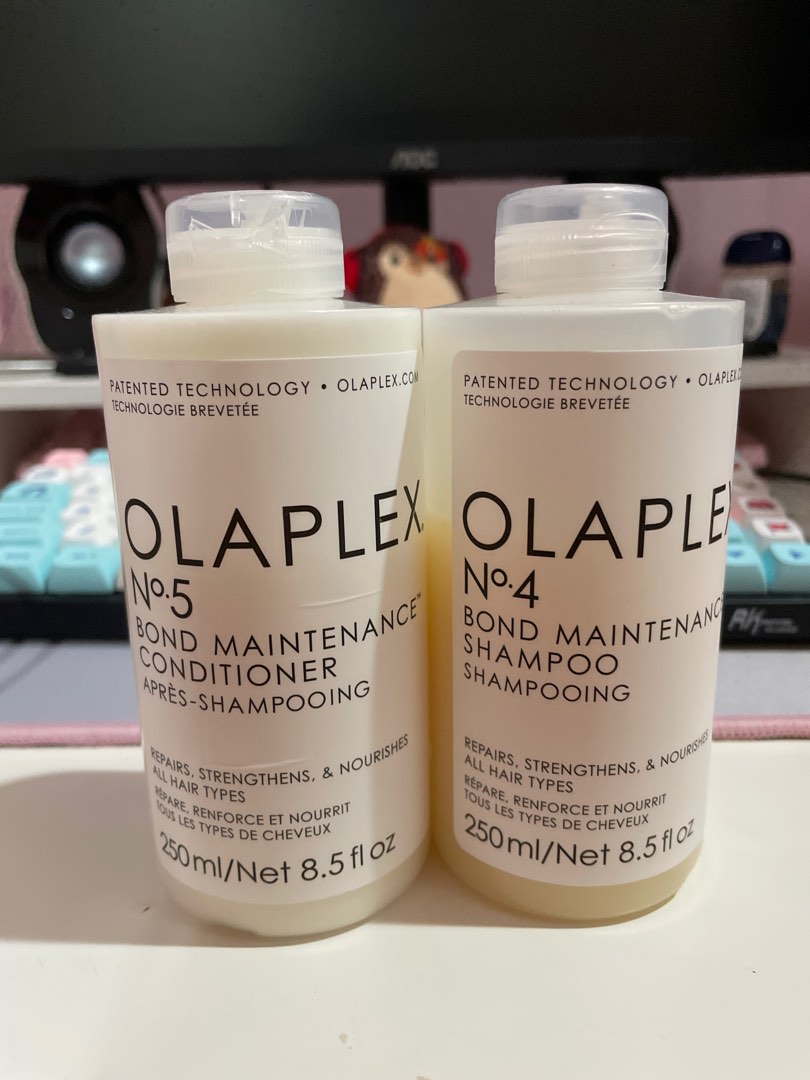 AOC
PATENTED TECHNOLOGY • OLAPLEX.COM
TECHNOLOGIE BREVETÉE
OLAPLEX.
Nº.5
BOND MAINTENANCE™
CONDITIONER
APRÈS-SHAMPOOING
REPAIRS, STRENGTHENS, & NOURISHES
ALL HAIR TYPES
RÉPARE, RENFORCE ET NOURRIT
TOUS LES TYPES DE CHEVEUX
250ml/Net 8.5 fl oz
PATENTED TECHNOLOGY • OLAPLEX.C
TECHNOLOGIE BREVETÉE
OLAPLEX
Nº.4
BOND MAINTENANC
SHAMPOO
SHAMPOOING
REPAIRS, STRENGTHENS, & NOURISHES
ALL HAIR TYPES
RÉPARE, RENFORCE ET NOURRIT
TOUS LES TYPES DE CHEVEUX
250ml/Net 8.5 fl oz
RK